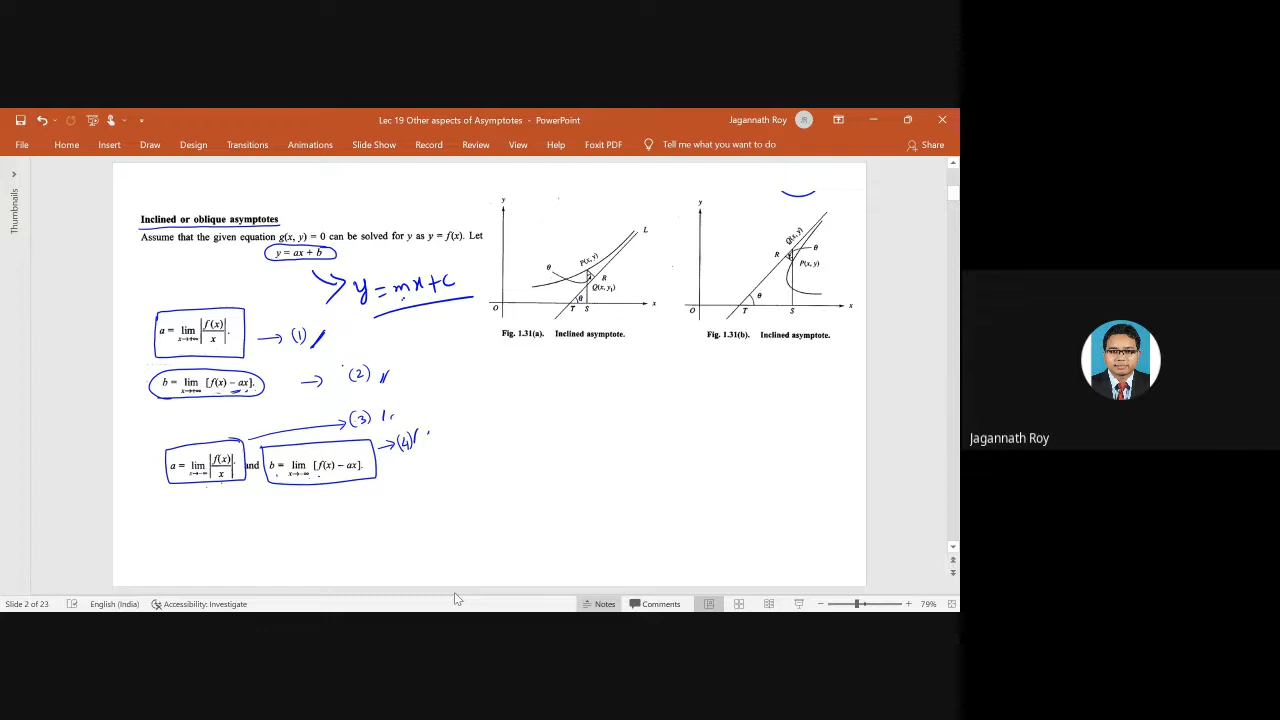 Lec 19 Other aspects of Asymptotes - PowerPoint
Jagannath Roy
JR
File Home Insert Draw Design Transitions Animations Slide Show Record Review View Help Foxit PDF Tell me what you want to do Share
Thumbnails
Inclined or oblique asymptotes
Assume that the given equation g(x, y) = 0 can be solved for y as y = f(x). Let
y = ax + b
y = mx + c
a = lim x→+∞ |f(x)/x|. → (1)
b = lim x→+∞ [f(x) – ax]. → (2)
→ (3)
→ (4)
a = lim x→–∞ |f(x)/x| and b = lim x→–∞ [f(x) – ax].
y
L
P(x, y)
θ
R
Q(x, y₁)
θ
O T S x
Fig. 1.31(a). Inclined asymptote.
y
Q(x, y)
θ
R
P(x, y)
θ
O T S x
Fig. 1.31(b). Inclined asymptote.
Jagannath Roy
Slide 2 of 23 English (India) Accessibility: Investigate Notes Comments 79%